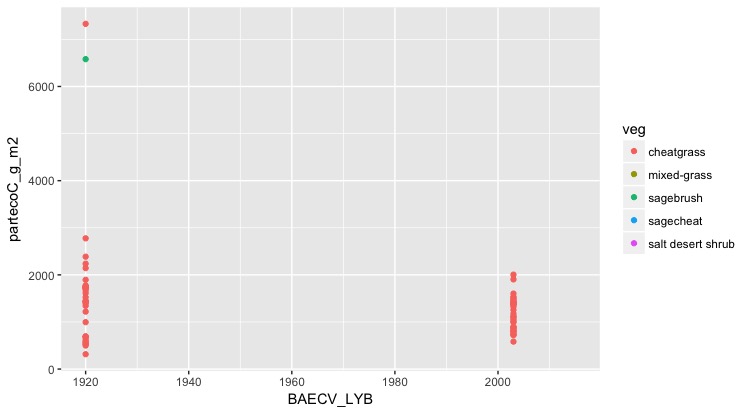 6000
4000
2000
0
partecoC_g_m2
1920
1940
1960
1980
2000
BAECV_LYB
veg
cheatgrass
mixed-grass
sagebrush
sagecheat
salt desert shrub